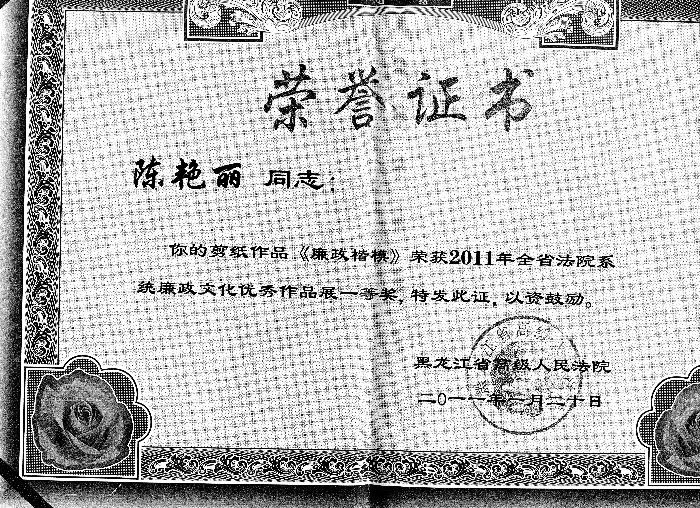 荣誉证书
陈艳丽 同志:
你的剪纸作品《廉政楷模》荣获2011年全省法院系
统廉政文化优秀作品展一等奖,特发此证,以资鼓励。
黑龙江省高级人民法院
二〇一一年 月二十日